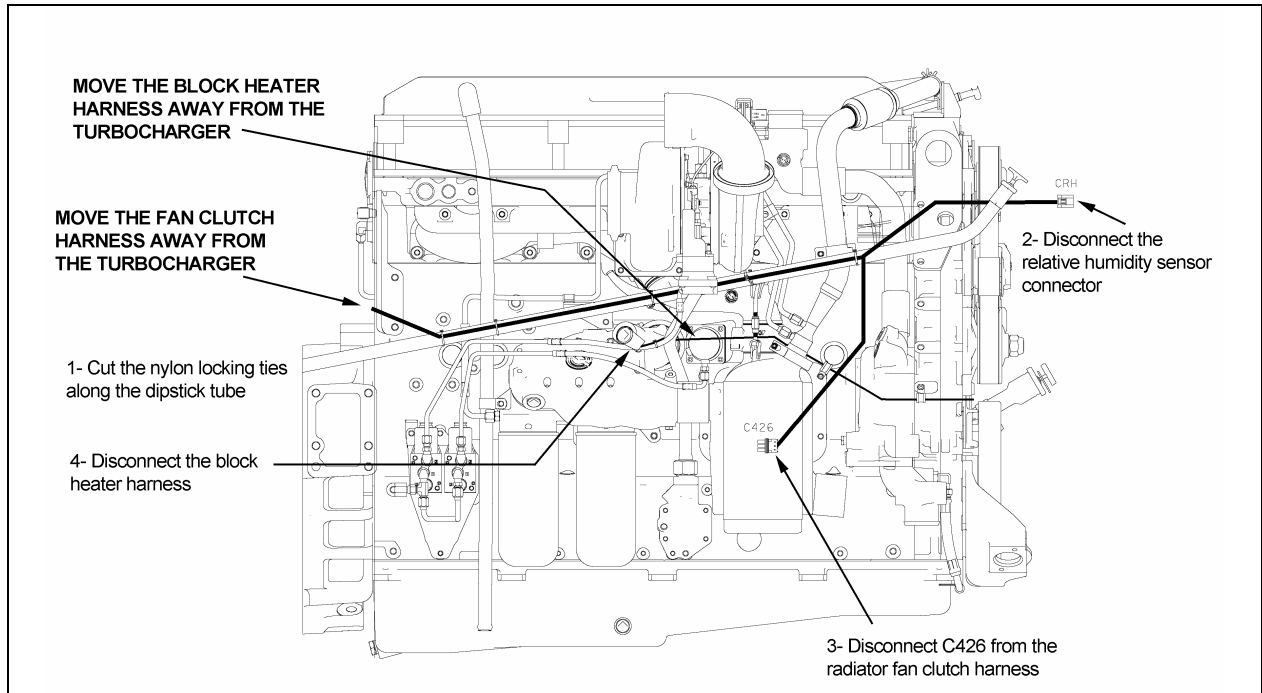 MOVE THE BLOCK HEATER
HARNESS AWAY FROM THE
TURBOCHARGER
MOVE THE FAN CLUTCH
HARNESS AWAY FROM
THE TURBOCHARGER
CRH
2- Disconnect the
relative humidity sensor
connector
1- Cut the nylon locking ties
along the dipstick tube
C426
4- Disconnect the block
heater harness
3- Disconnect C426 from the
radiator fan clutch harness